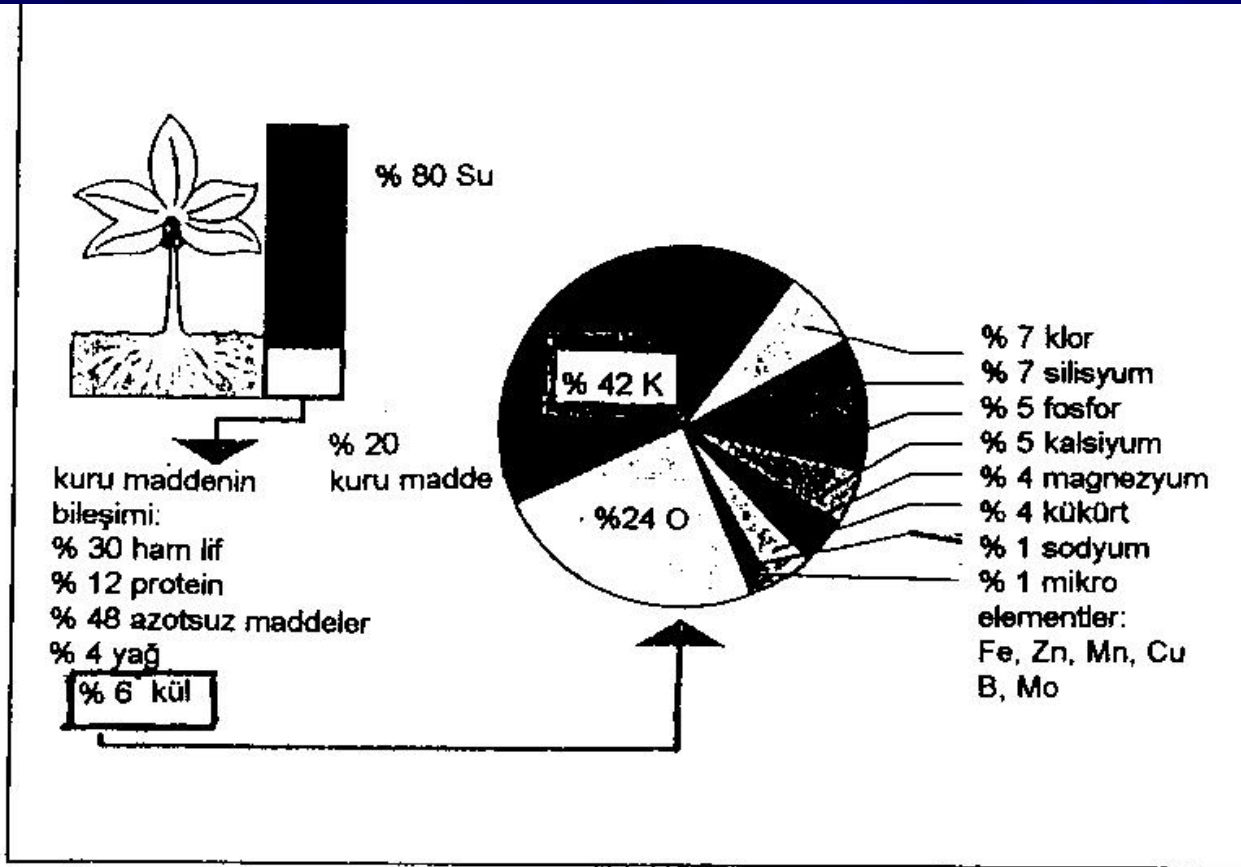 % 80 Su
% 20
kuru madde
kuru maddenin
bileşimi:
% 30 ham lif
% 12 protein
% 48 azotsuz maddeler
% 4 yağ
% 6 kül
% 42 K
%24 O
% 7 klor
% 7 silisyum
% 5 fosfor
% 5 kalsiyum
% 4 magnezyum
% 4 kükürt
% 1 sodyum
% 1 mikro
elementler:
Fe, Zn, Mn, Cu
B, Mo